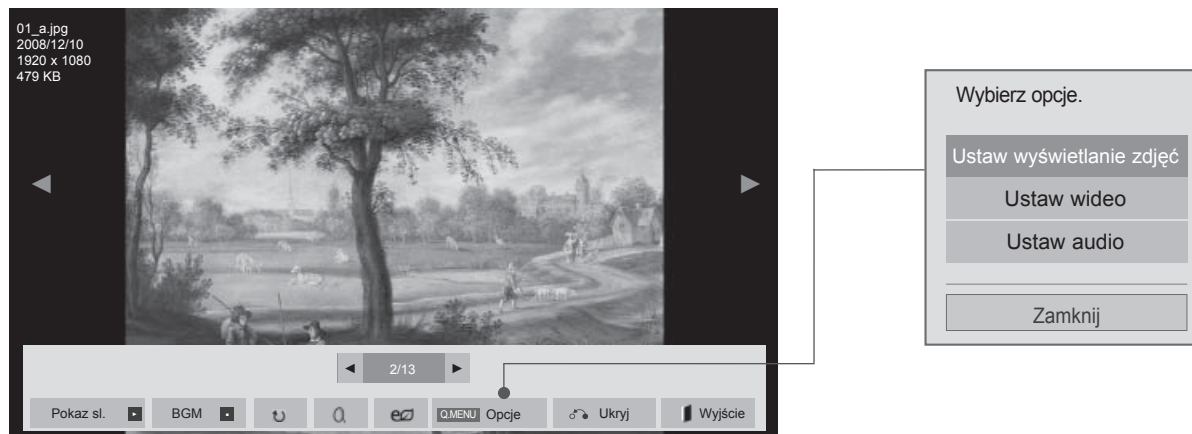 01_a.jpg
2008/12/10
1920 x 1080
479 KB
2/13
Pokaz sl. BGM Q.MENU Opcje Ukryj Wyjście
Wybierz opcje.
Ustaw wyświetlanie zdjęć
Ustaw wideo
Ustaw audio
Zamknij